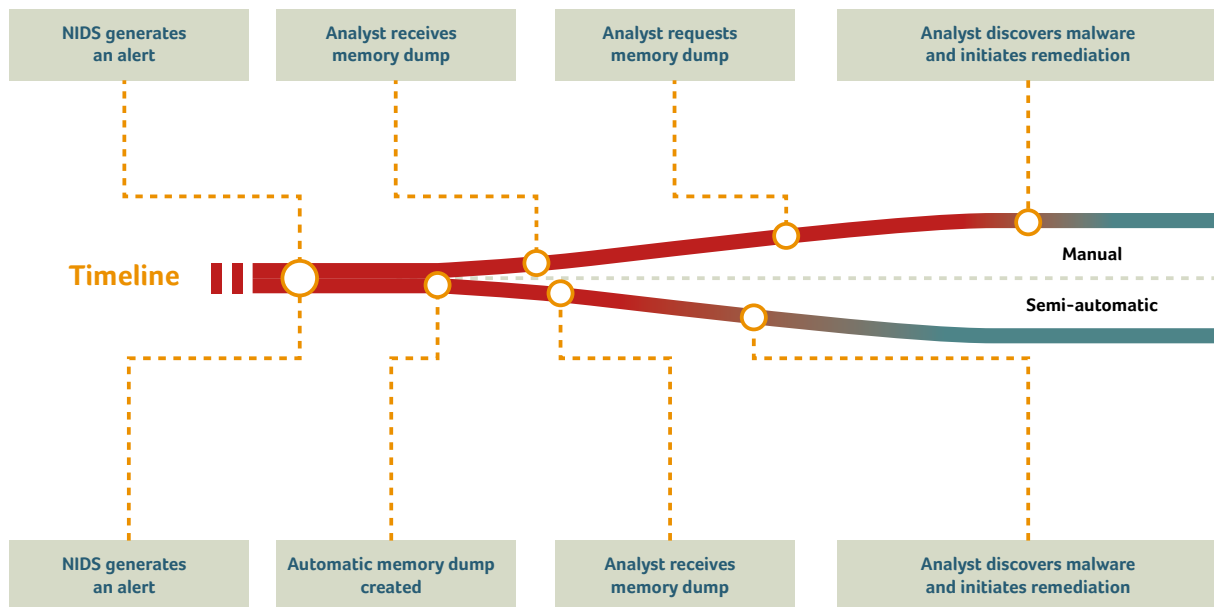 NIDS generates
an alert
Analyst receives
memory dump
Analyst requests
memory dump
Analyst discovers malware
and initiates remediation
Timeline
Manual
Semi-automatic
NIDS generates
an alert
Automatic memory dump
created
Analyst receives
memory dump
Analyst discovers malware
and initiates remediation